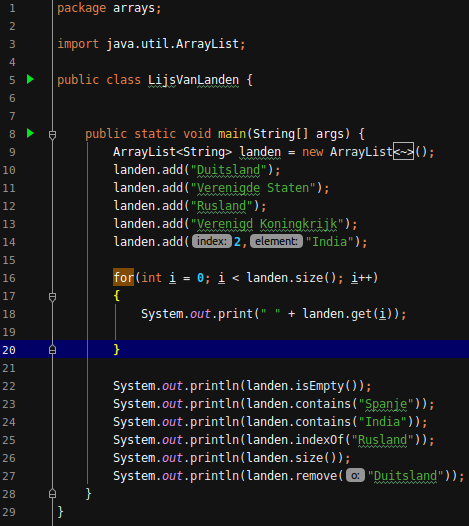 1 package arrays;
2
3 import java.util.ArrayList;
4
5 public class LijsVanLanden {
6
7
8 public static void main(String[] args) {
9 ArrayList<String> landen = new ArrayList<~>();
10 landen.add("Duitsland");
11 landen.add("Verenigde Staten");
12 landen.add("Rusland");
13 landen.add("Verenigd Koningkrijk");
14 landen.add( index: 2, element: "India");
15
16 for(int i = 0; i < landen.size(); i++)
17 {
18 System.out.print(" " + landen.get(i));
19
20 }
21
22 System.out.println(landen.isEmpty());
23 System.out.println(landen.contains("Spanje"));
24 System.out.println(landen.contains("India"));
25 System.out.println(landen.indexOf("Rusland"));
26 System.out.println(landen.size());
27 System.out.println(landen.remove( o: "Duitsland"));
28 }
29 }